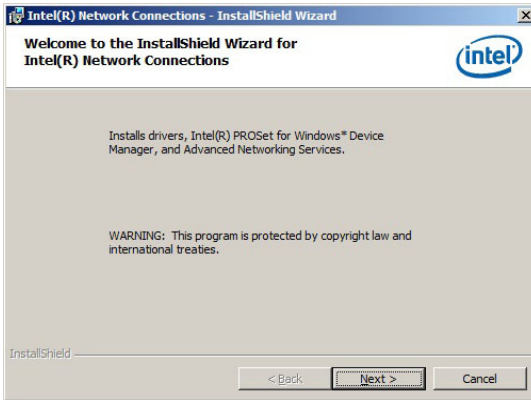 Intel(R) Network Connections - InstallShield Wizard
Welcome to the InstallShield Wizard for
Intel(R) Network Connections
intel
Installs drivers, Intel(R) PROSet for Windows* Device
Manager, and Advanced Networking Services.
WARNING: This program is protected by copyright law and
international treaties.
InstallShield
< Back
Next >
Cancel